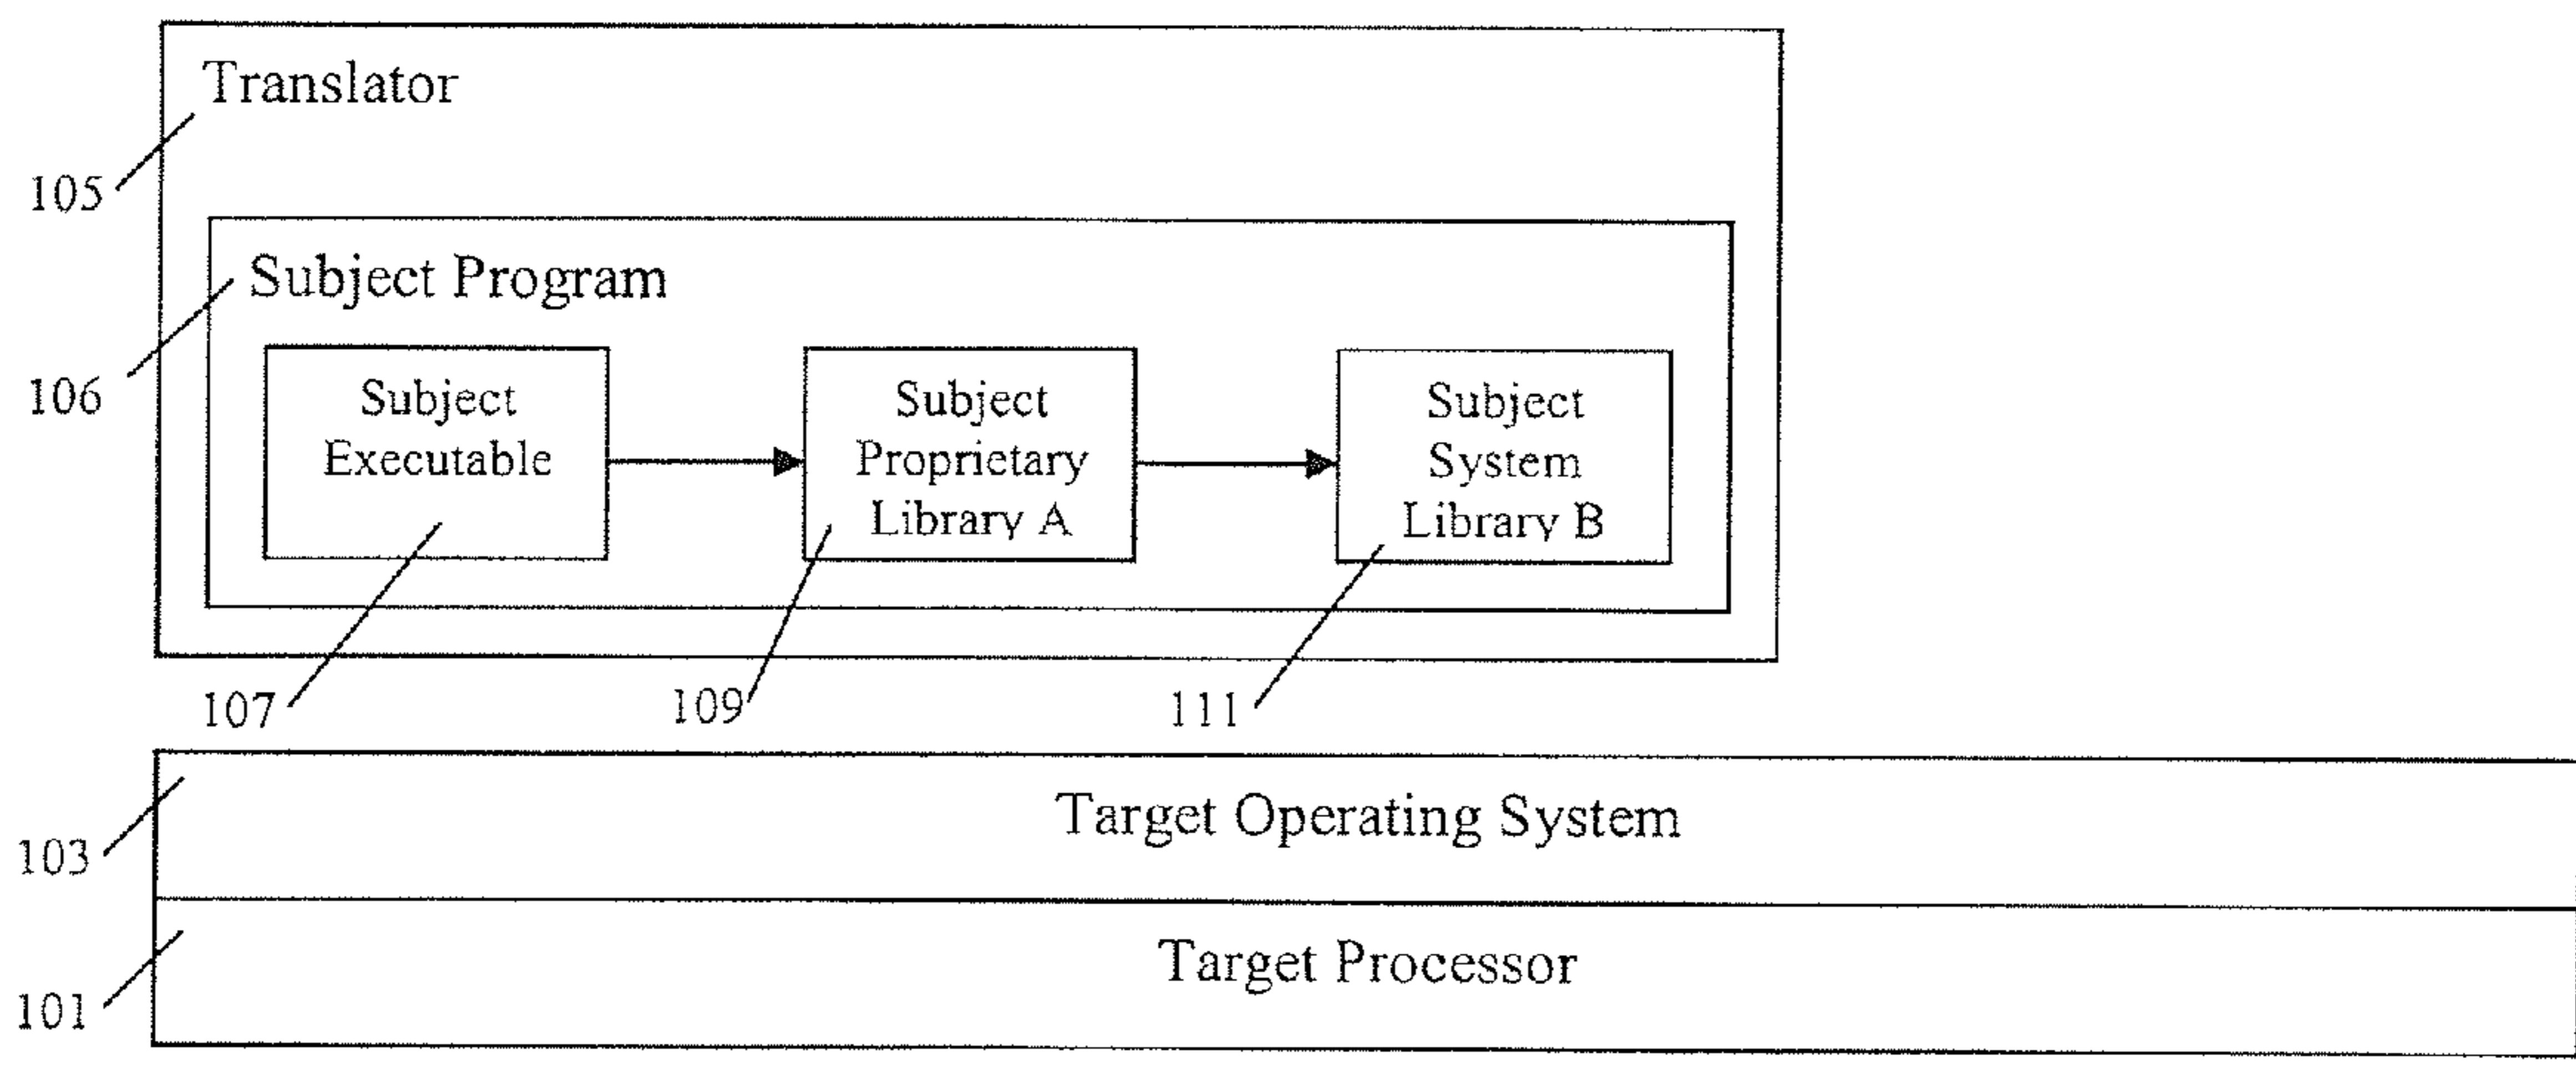 Translator
105
Subject Program
106
Subject
Executable
Subject
Proprietary
Library A
Subject
System
Library B
107
109
111
Target Operating System
103
Target Processor
101